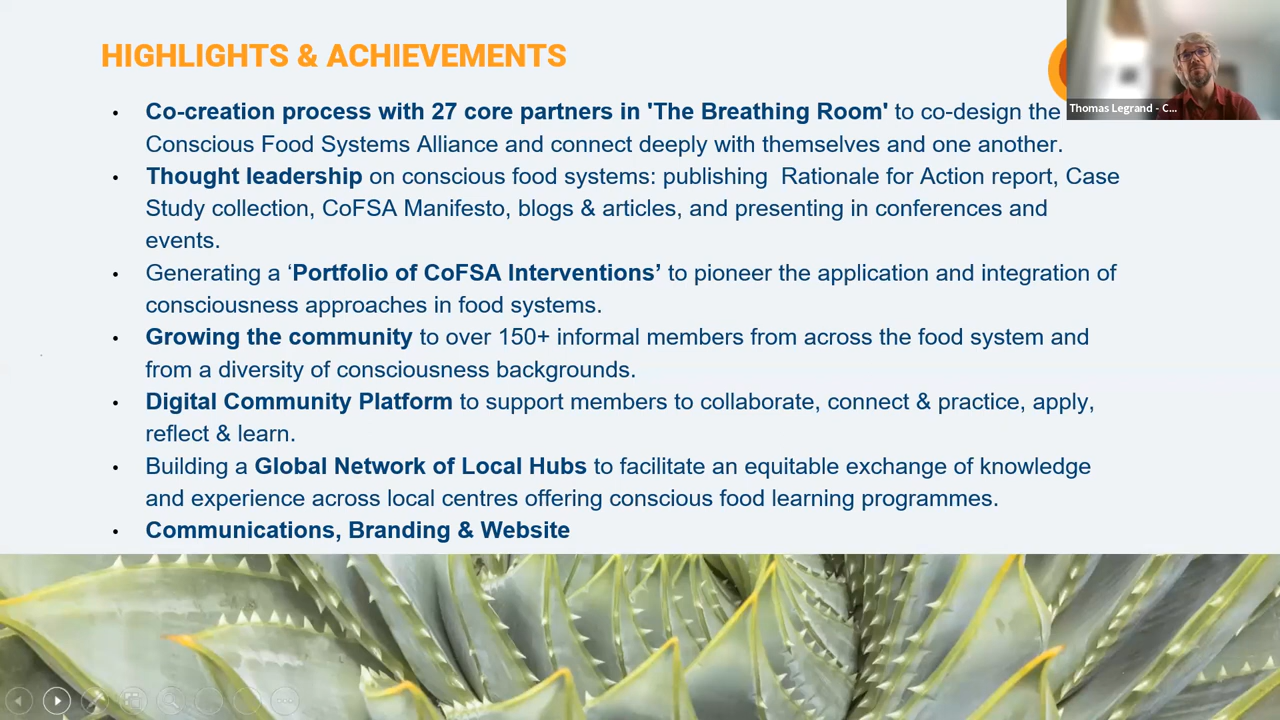 HIGHLIGHTS & ACHIEVEMENTS
Thomas Legrand - C...
• Co-creation process with 27 core partners in 'The Breathing Room' to co-design the
Conscious Food Systems Alliance and connect deeply with themselves and one another.
• Thought leadership on conscious food systems: publishing  Rationale for Action report, Case
Study collection, CoFSA Manifesto, blogs & articles, and presenting in conferences and
events.
• Generating a ‘Portfolio of CoFSA Interventions’ to pioneer the application and integration of
consciousness approaches in food systems.
• Growing the community to over 150+ informal members from across the food system and
from a diversity of consciousness backgrounds.
• Digital Community Platform to support members to collaborate, connect & practice, apply,
reflect & learn.
• Building a Global Network of Local Hubs to facilitate an equitable exchange of knowledge
and experience across local centres offering conscious food learning programmes.
• Communications, Branding & Website